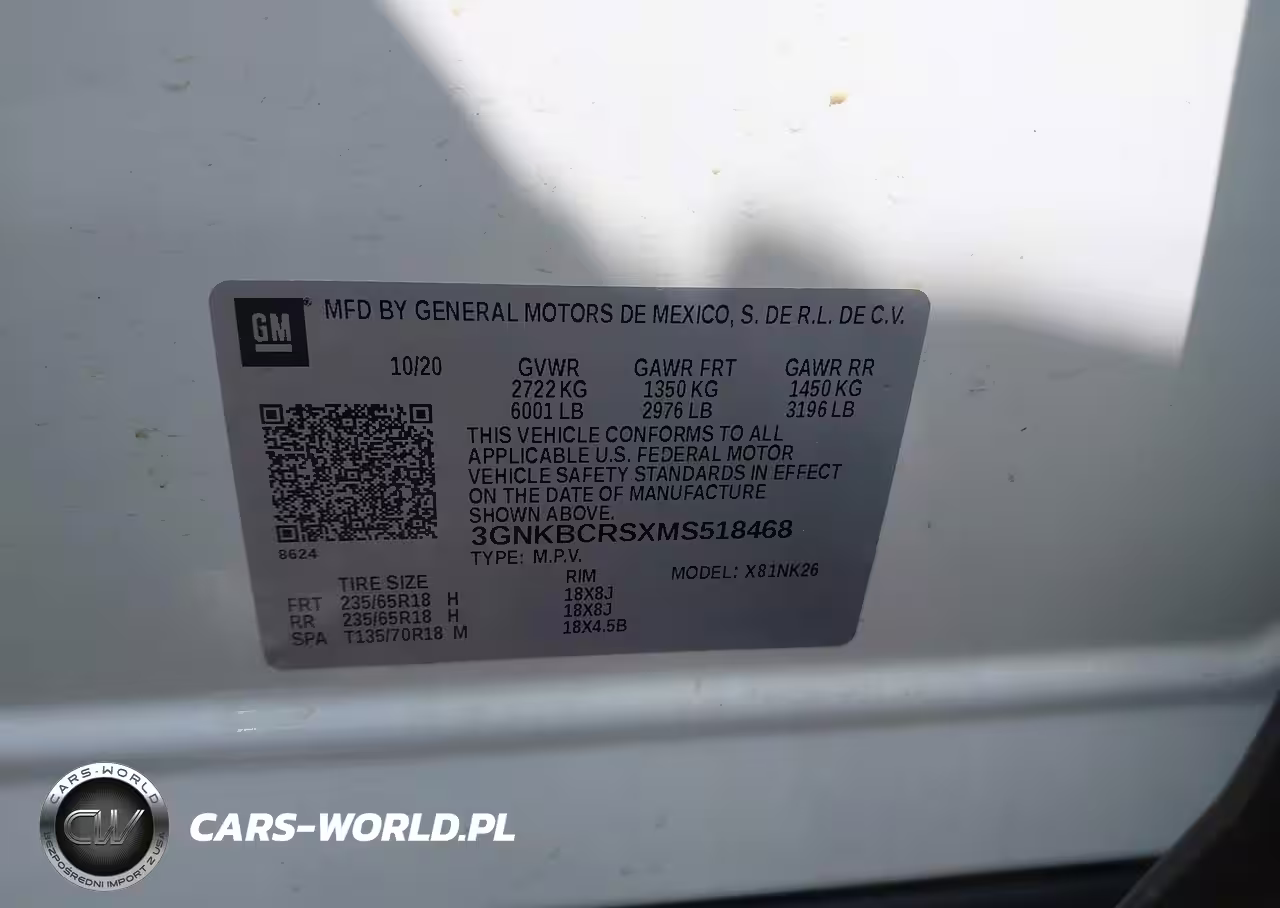 GM
MFD BY GENERAL MOTORS DE MEXICO, S. DE R.L. DE C.V.
10/20 GVWR GAWR FRT GAWR RR
2722 KG 1350 KG 1450 KG
6001 LB 2976 LB 3196 LB
THIS VEHICLE CONFORMS TO ALL
APPLICABLE U.S. FEDERAL MOTOR
VEHICLE SAFETY STANDARDS IN EFFECT
ON THE DATE OF MANUFACTURE
SHOWN ABOVE.
3GNKBCRSXMS518468
8624
TYPE: M.P.V.
TIRE SIZE RIM MODEL: X81NK26
FRT 235/65R18 H 18X8J
RR 235/65R18 H 18X8J
SPA T135/70R18 M 18X4.5B
CARS-WORLD
CW
BEZPOŚREDNI IMPORT Z USA
CARS-WORLD.PL